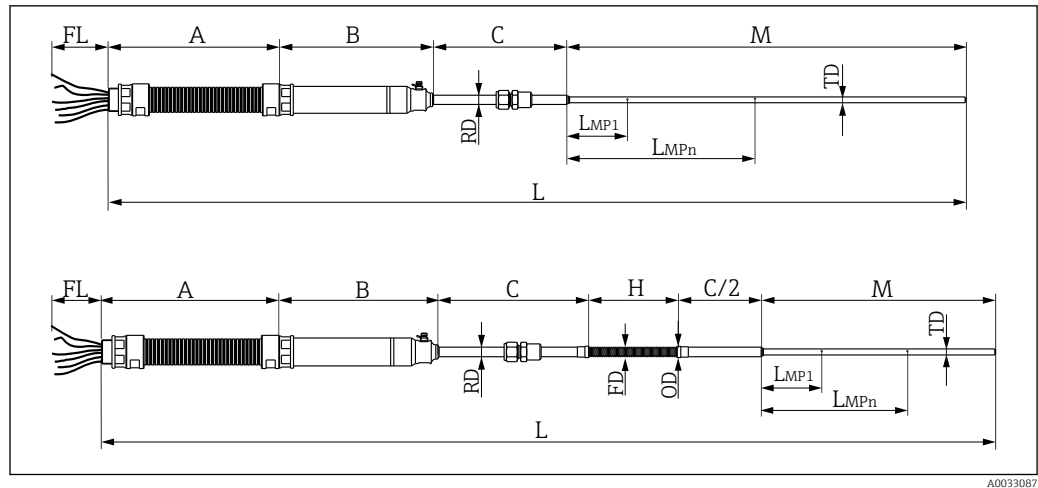 FL A B C M
TD
RD
LMP1
LMPn
L
FL A B C H C/2 M
TD
RD
FD
OD
LMP1
LMPn
L
A0033087